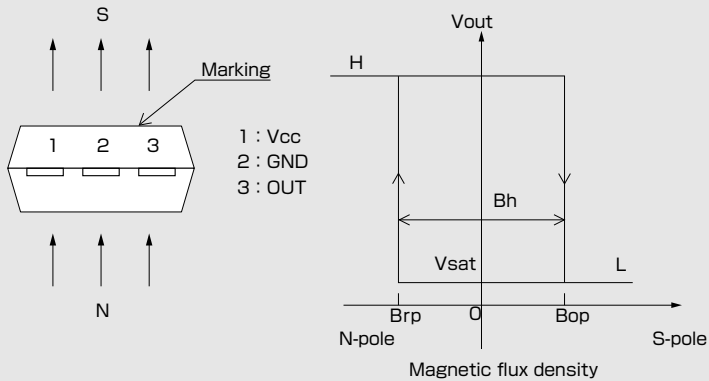 S
Marking
1 2 3
1 : Vcc
2 : GND
3 : OUT
N
Vout
H
Bh
Vsat
L
Brp
0
Bop
N-pole
S-pole
Magnetic flux density